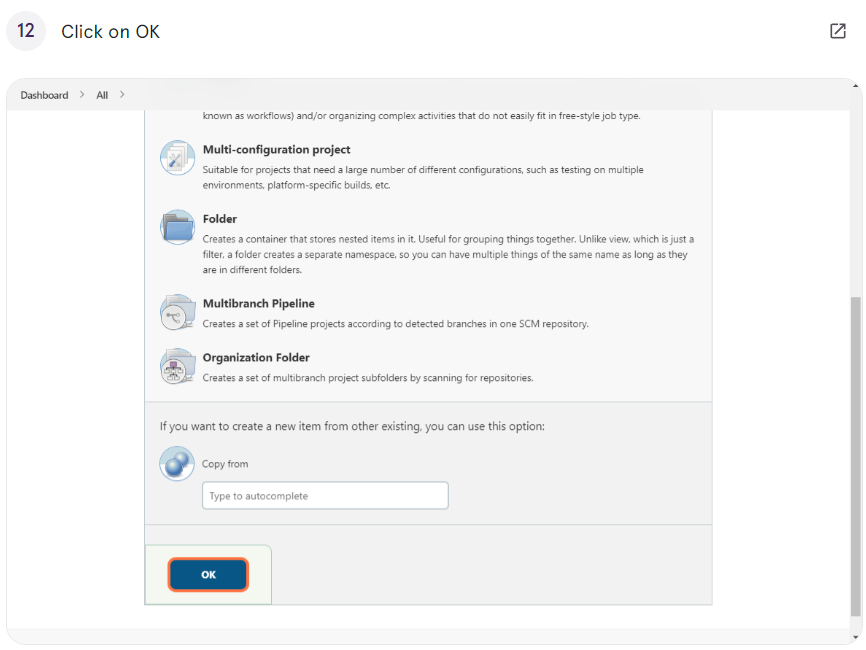 12 Click on OK
Dashboard > All >
known as workflows) and/or organizing complex activities that do not easily fit in free-style job type.
Multi-configuration project
Suitable for projects that need a large number of different configurations, such as testing on multiple
environments, platform-specific builds, etc.
Folder
Creates a container that stores nested items in it. Useful for grouping things together. Unlike view, which is just a
filter, a folder creates a separate namespace, so you can have multiple things of the same name as long as they
are in different folders.
Multibranch Pipeline
Creates a set of Pipeline projects according to detected branches in one SCM repository.
Organization Folder
Creates a set of multibranch project subfolders by scanning for repositories.
If you want to create a new item from other existing, you can use this option:
Copy from
Type to autocomplete
OK